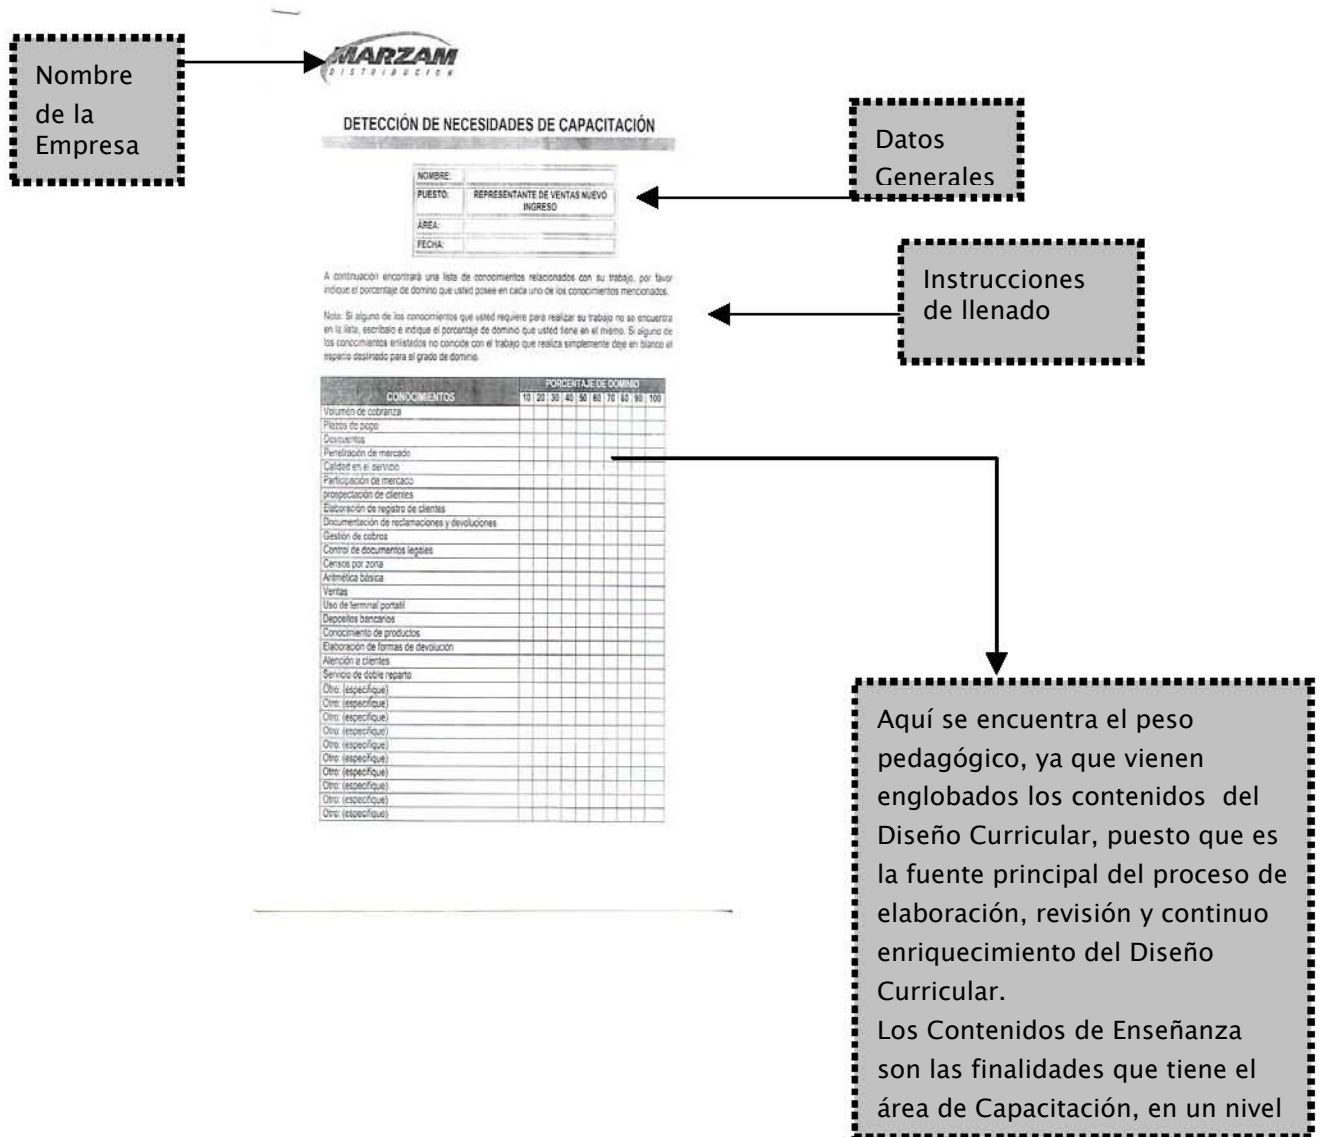 Nombre
de la
Empresa
MARZAM
DISTRIBUCION
DETECCIÓN DE NECESIDADES DE CAPACITACIÓN
Datos
Generales
NOMBRE:
PUESTO: REPRESENTANTE DE VENTAS NUEVO
INGRESO
ÁREA:
FECHA:
Instrucciones
de llenado
A continuación encontrará una lista de conocimientos relacionados con su trabajo, por favor
indique el porcentaje de domino que usted posee en cada uno de los conocimientos mencionados.
Nota: Si alguno de los conocimientos que usted requiere para realizar su trabajo no se encuentra
en la lista, escríbalo e indique el porcentaje de dominio que usted tiene en el mismo. Si alguno de
los conocimientos enlistados no coincide con el trabajo que realiza simplemente deje en blanco el
espacio destinado para el grado de dominio.
PORCENTAJE DE DOMINIO
CONOCIMIENTOS 10 20 30 40 50 60 70 80 90 100
Volumen de cobranza
Plazos de pago
Descuentos
Penetración de mercado
Calidad en el servicio
Participación de mercado
prospectación de clientes
Elaboración de registro de clientes
Documentación de reclamaciones y devoluciones
Gestión de cobros
Control de documentos legales
Censos por zona
Aritmética básica
Ventas
Uso de terminal portatil
Depositos bancarios
Conocimiento de productos
Elaboración de formas de devolución
Atención a clientes
Servicio de doble reparto
Otro: (especifique)
Otro: (especifique)
Otro: (especifique)
Otro: (especifique)
Otro: (especifique)
Otro: (especifique)
Otro: (especifique)
Otro: (especifique)
Otro: (especifique)
Otro: (especifique)
Aquí se encuentra el peso
pedagógico, ya que vienen
englobados los contenidos del
Diseño Curricular, puesto que es
la fuente principal del proceso de
elaboración, revisión y continuo
enriquecimiento del Diseño
Curricular.
Los Contenidos de Enseñanza
son las finalidades que tiene el
área de Capacitación, en un nivel